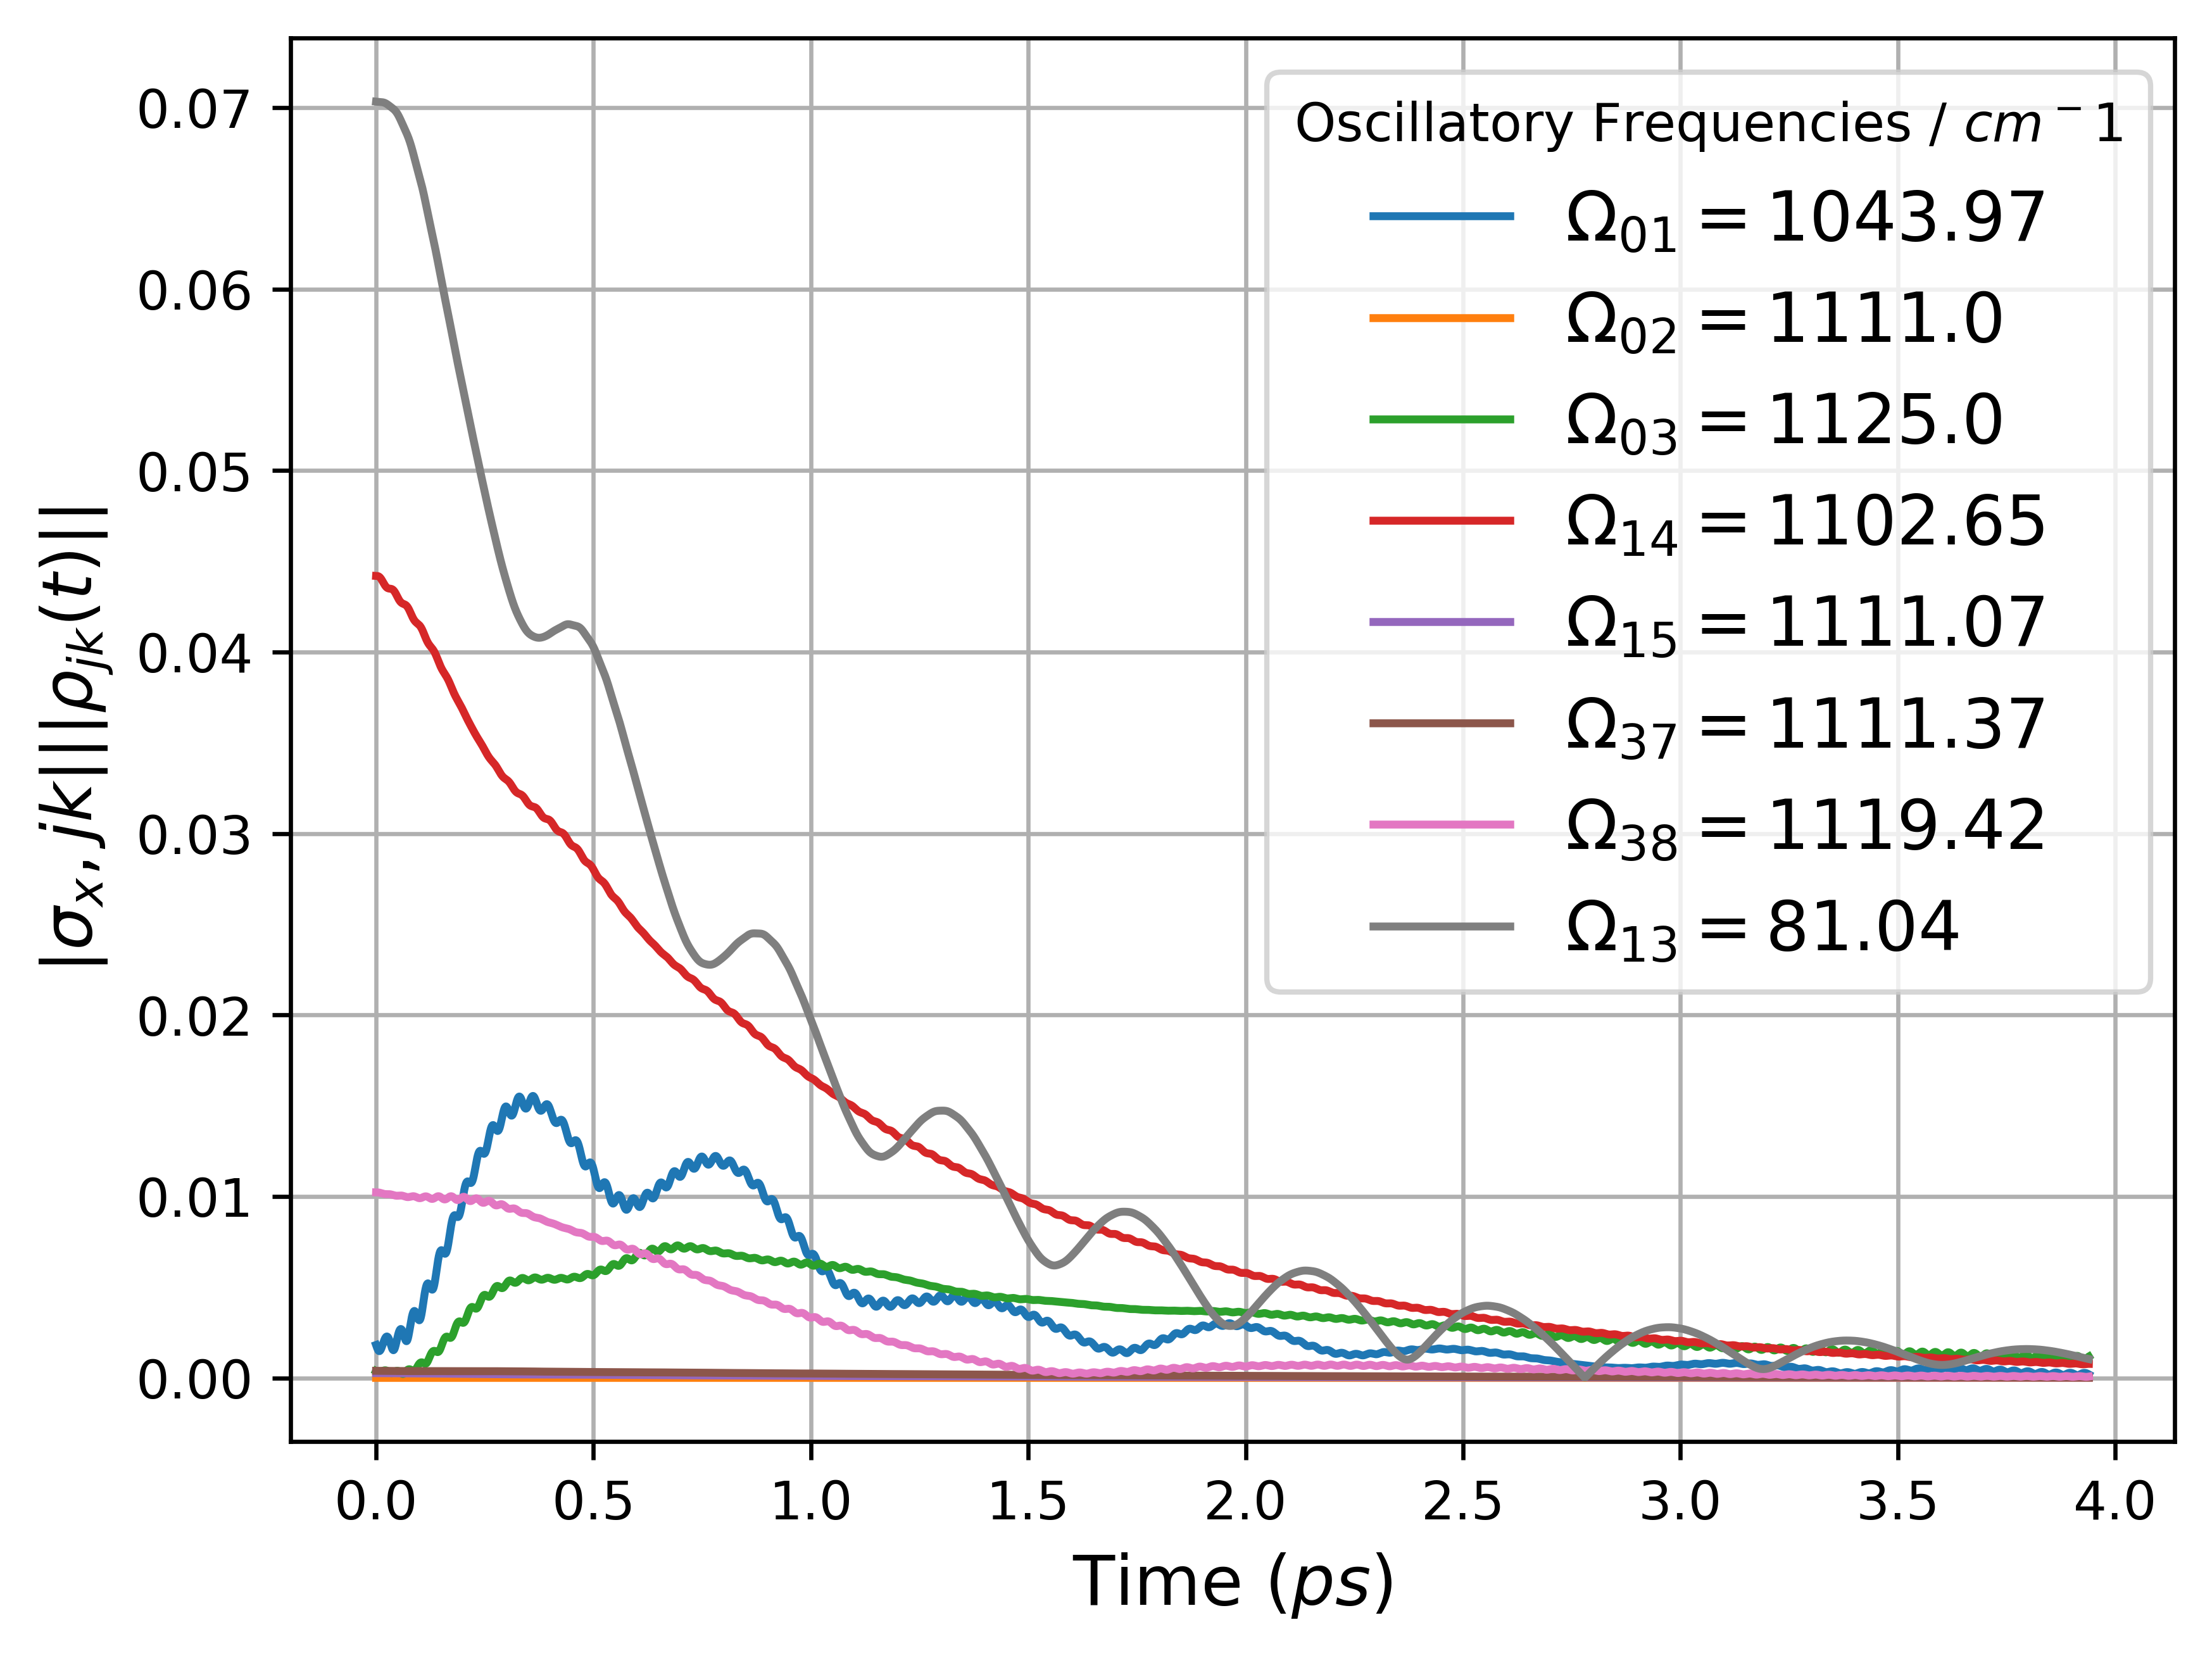 0.07
0.06
0.05
0.04
0.03
0.02
0.01
0.00
|σₓ, jk|||ρⱼₖ(t)||
Oscillatory Frequencies / cm⁻1
Ω₀₁ = 1043.97
Ω₀₂ = 1111.0
Ω₀₃ = 1125.0
Ω₁₄ = 1102.65
Ω₁₅ = 1111.07
Ω₃₇ = 1111.37
Ω₃₈ = 1119.42
Ω₁₃ = 81.04
0.0 0.5 1.0 1.5 2.0 2.5 3.0 3.5 4.0
Time (ps)